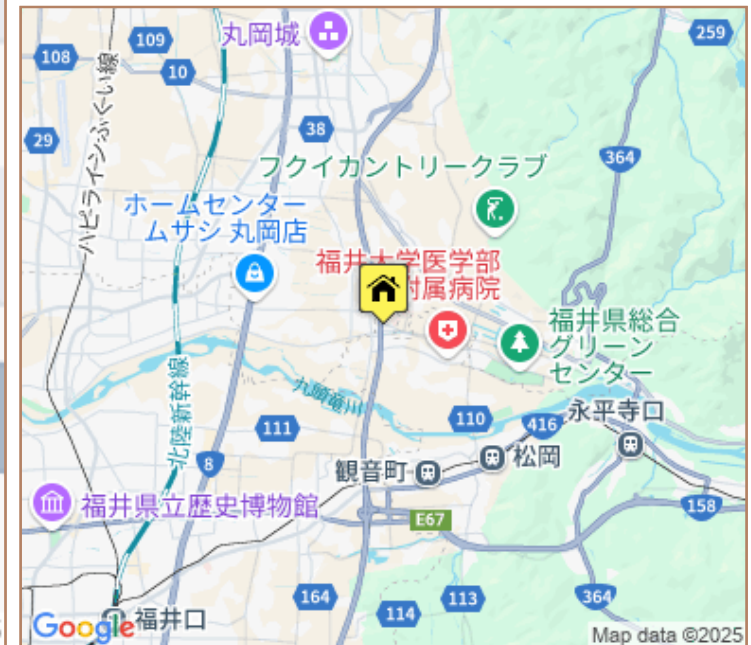 丸岡城
259
108
109
10
29
38
ハピラインふくい線
364
フクイカントリークラブ
ホームセンター
ムサシ 丸岡店
福井大学医学部
附属病院
福井県総合
グリーン
センター
北陸新幹線
九頭竜川
111
110
416
永平寺口
8
観音町
松岡
福井県立歴史博物館
E67
158
164
114
113
364
福井口
Google
Map data ©2025